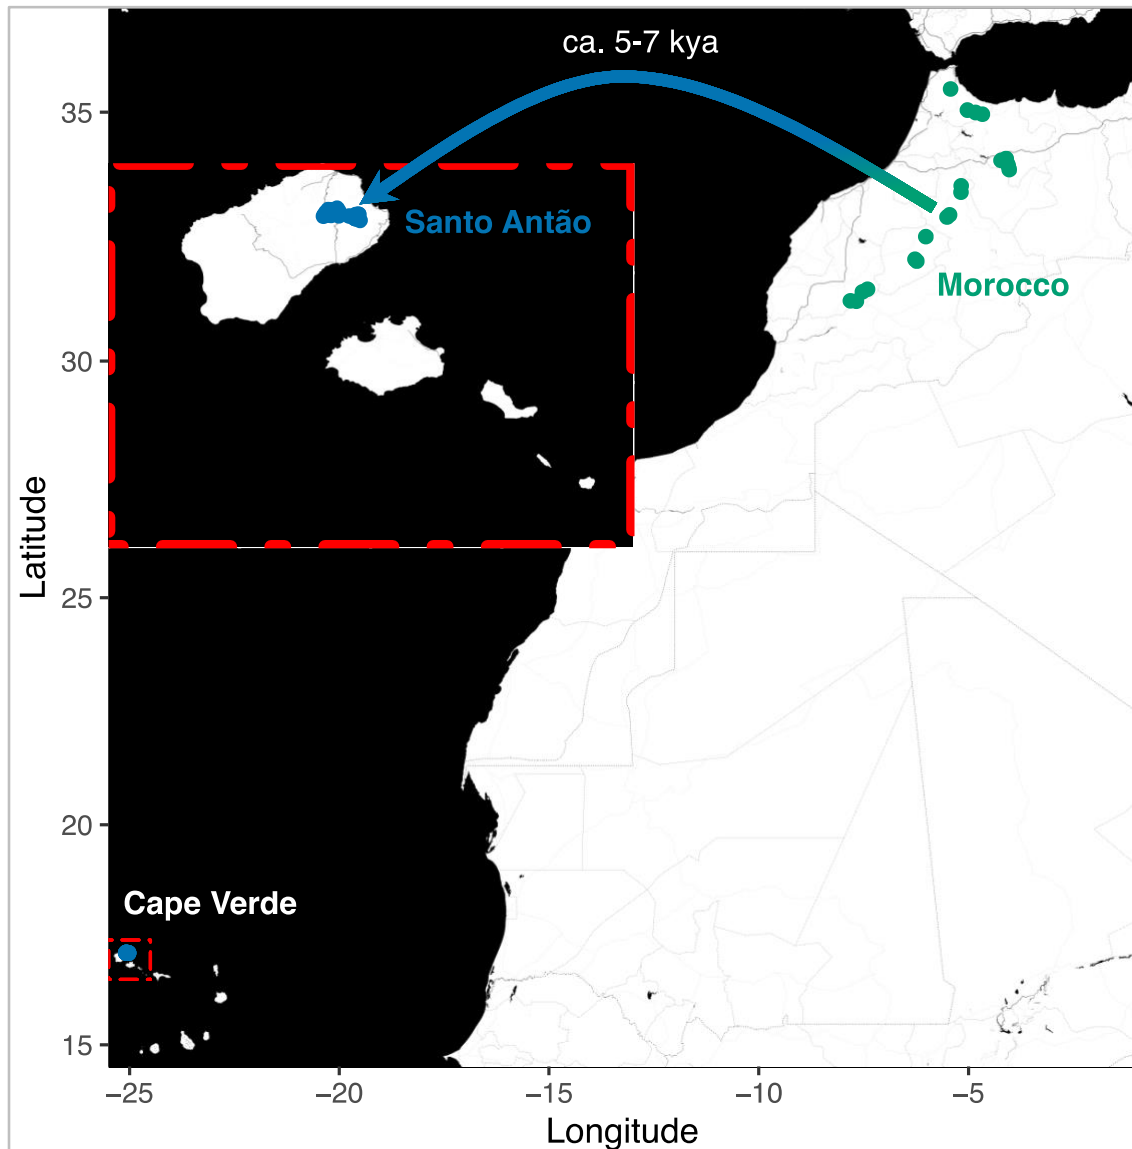 ca. 5-7 kya
35
Santo Antão
Morocco
30
Latitude
25
20
Cape Verde
15
–25
–20
–15
–10
–5
Longitude